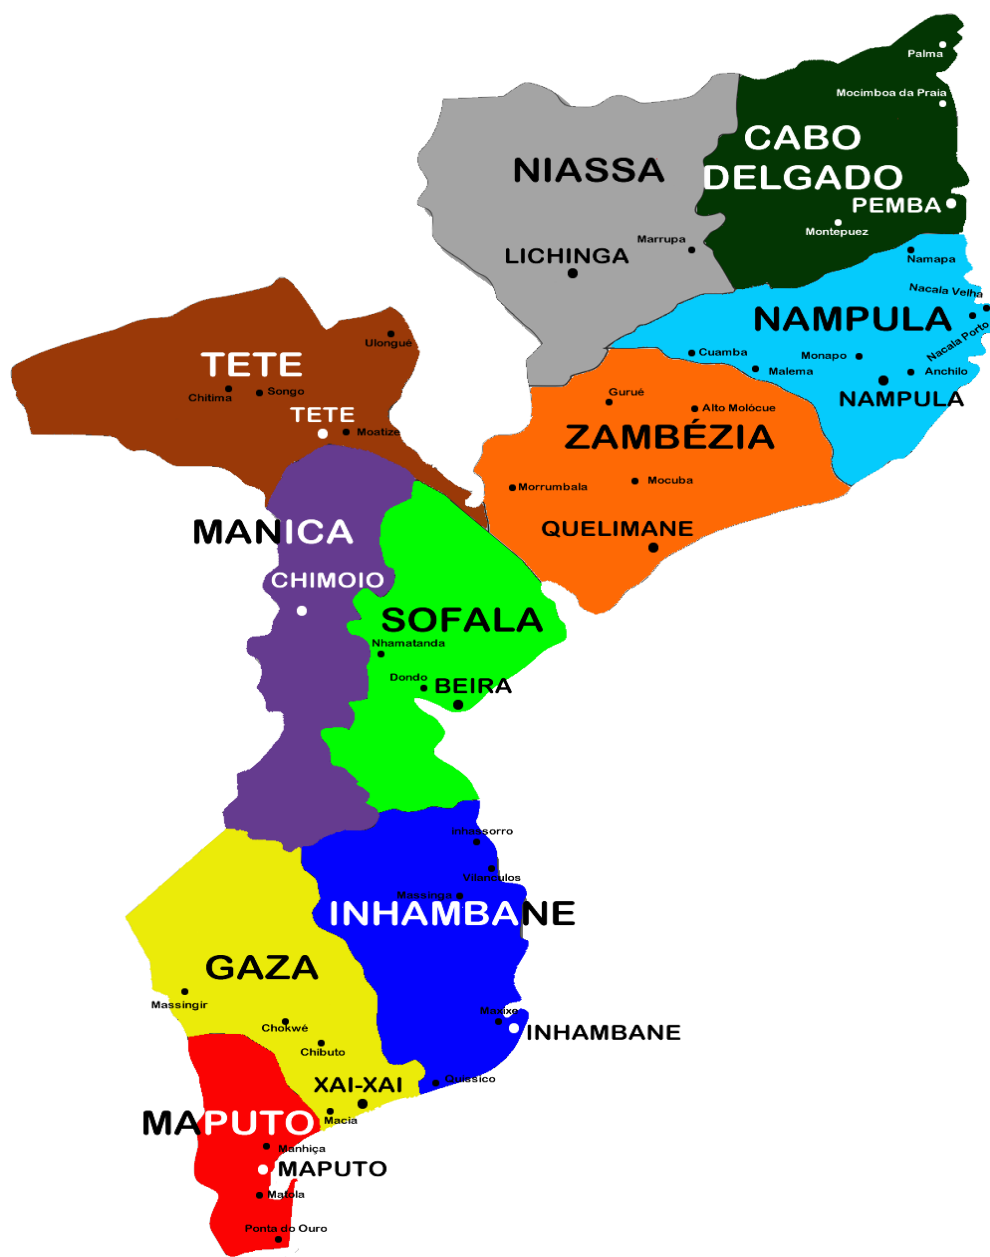 Palma
Mocimboa da Praia
CABO
DELGADO
NIASSA
PEMBA
Montepuez
Marrupa
LICHINGA
Namapa
Nacala Velha
NAMPULA
Nacala Porto
Cuamba
Monapo
Malema
Anchilo
NAMPULA
Ulongué
TETE
Chitima
Songo
TETE
Moatize
Gurué
Alto Molócue
ZAMBÉZIA
Mocuba
Morrumbala
QUELIMANE
MANICA
CHIMOIO
SOFALA
Nhamatanda
Dondo
BEIRA
Inhassorro
Vilanculos
Massinga
INHAMBANE
GAZA
Massingir
Maxixe
INHAMBANE
Chokwé
Chibuto
Quissico
XAI-XAI
Macia
MAPUTO
Manhiça
MAPUTO
Matola
Ponta do Ouro